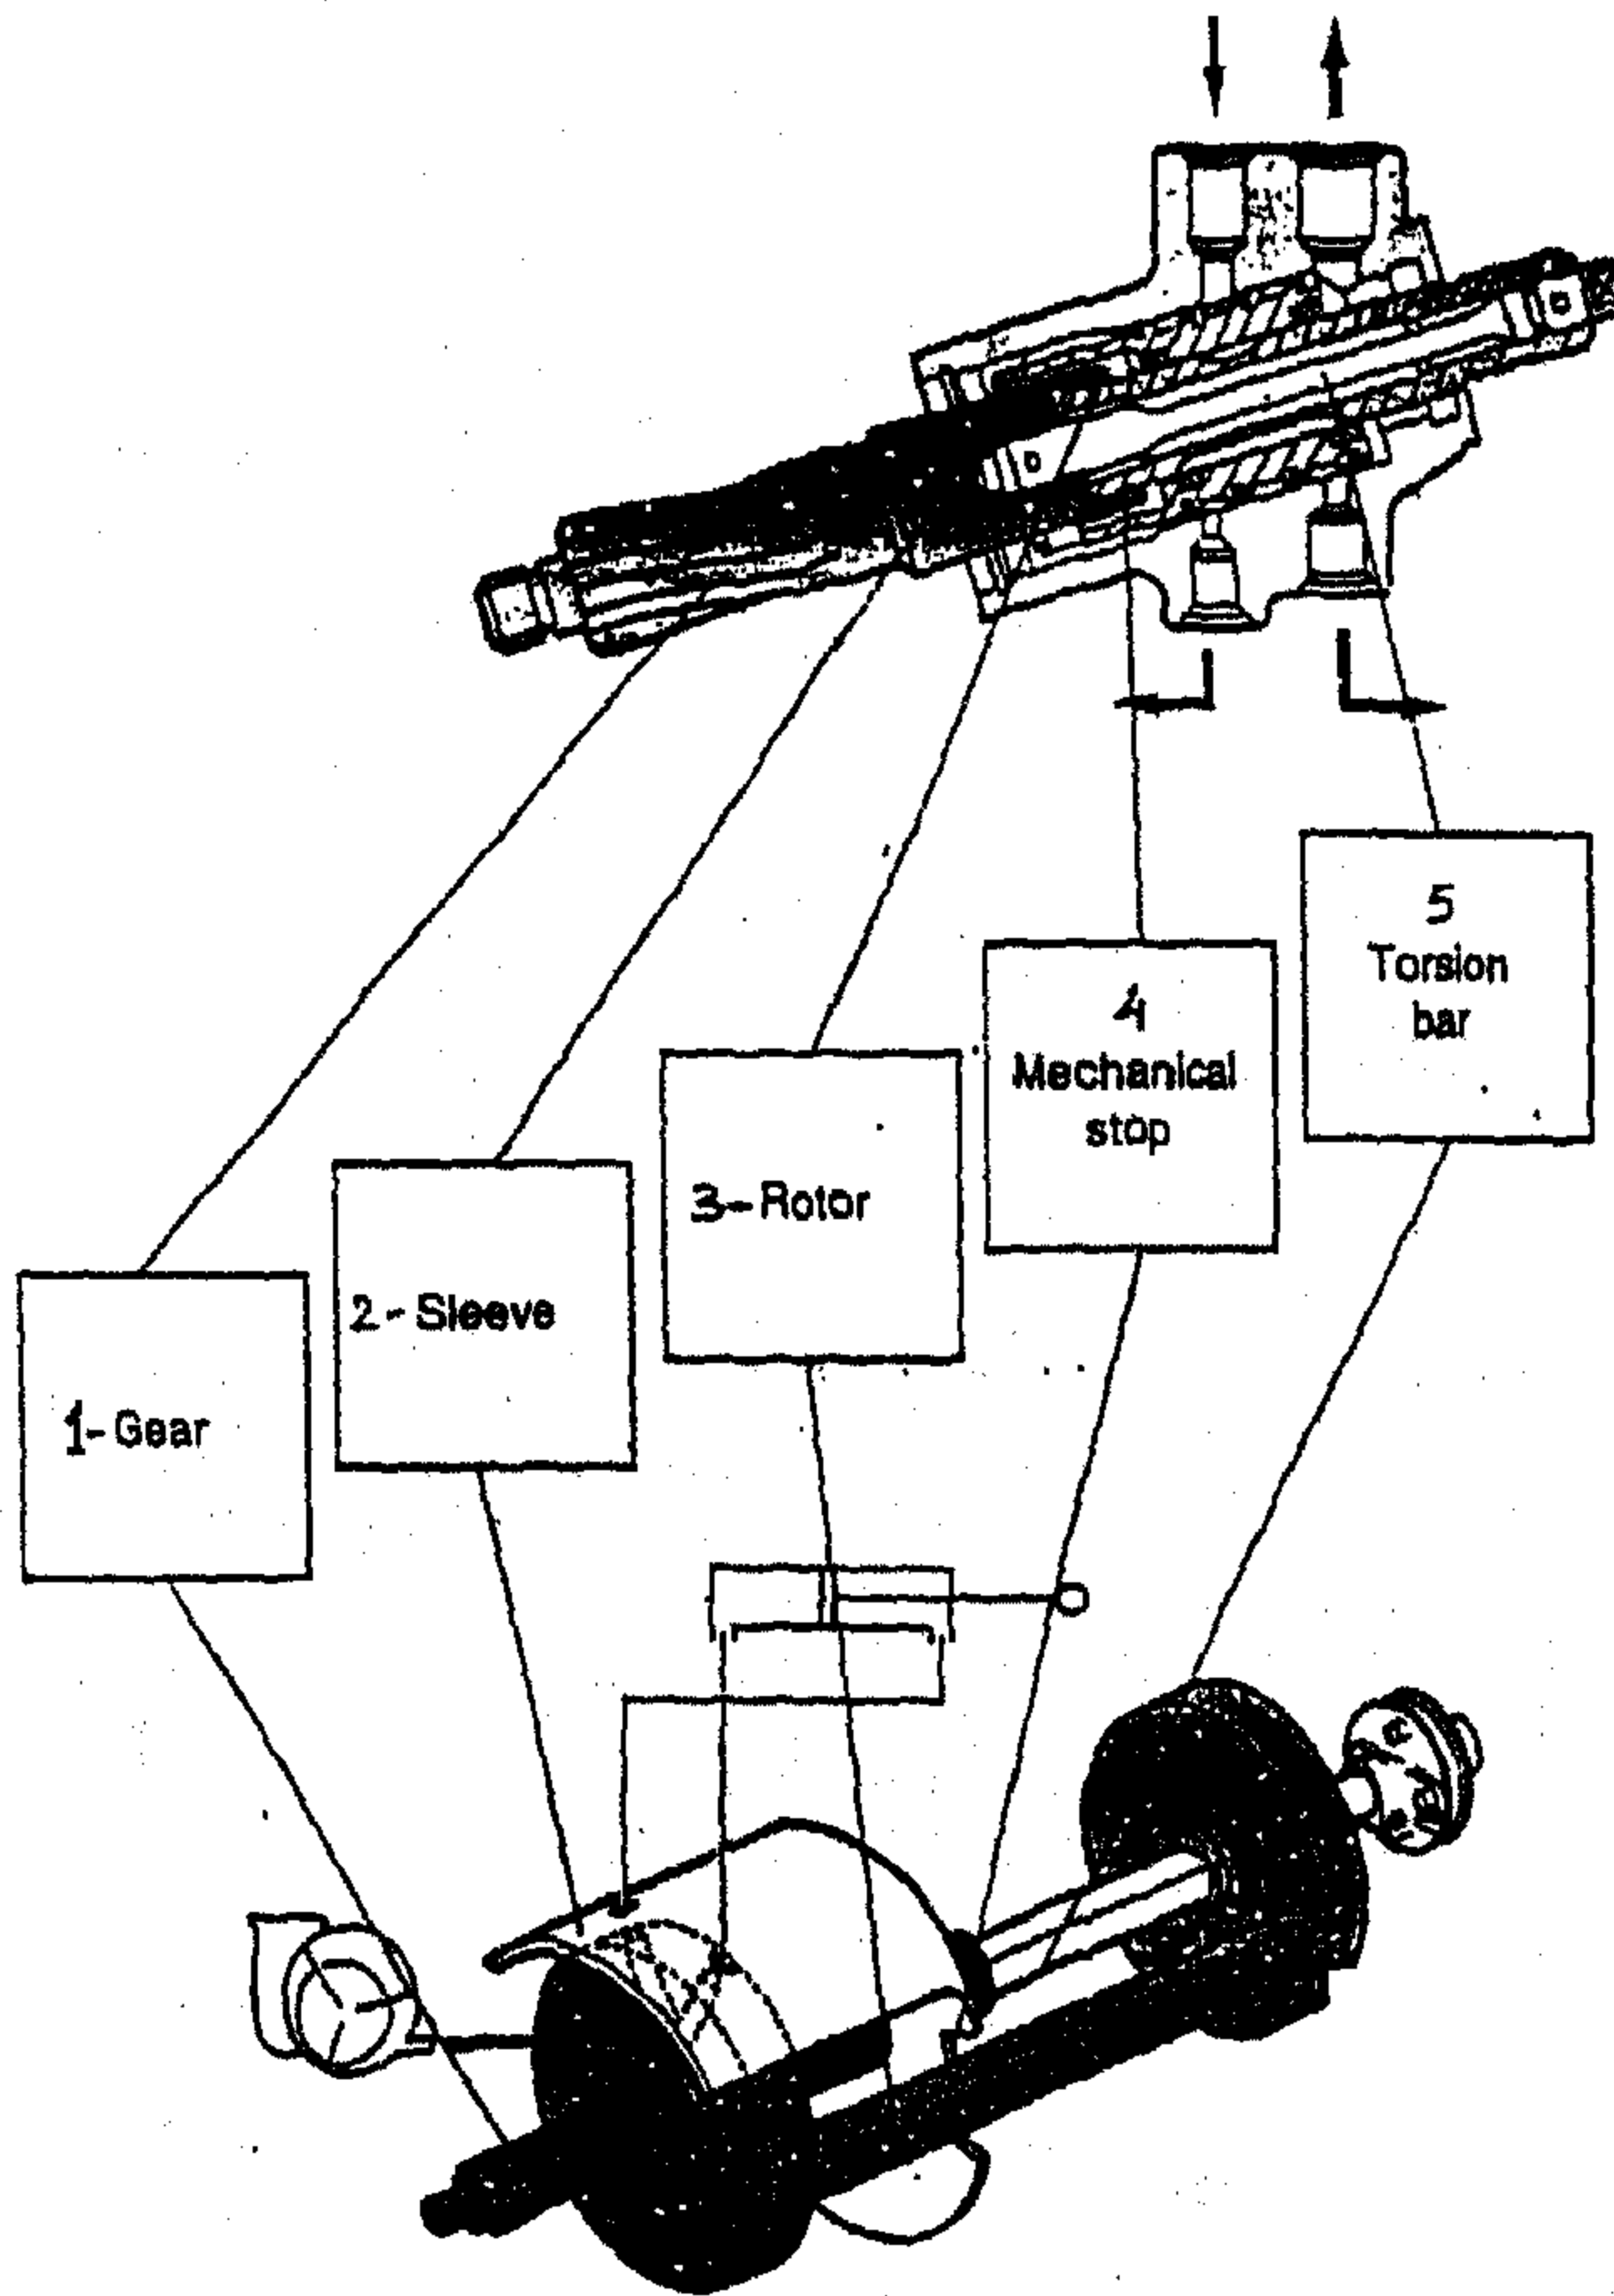 5
Torsion
bar
4
Mechanical
stop
3-Rotor
2-Sleeve
1-Gear